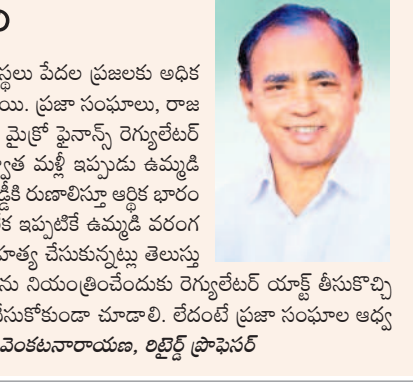 స్థలు పేదల ప్రజలకు అధిక
యి. ప్రజా సంఘాలు, రాజ
మైక్రో ఫైనాన్స్ రెగ్యులేటర్
్వాత మళ్లీ ఇప్పుడు ఉమ్మడి
డ్డీకి రుణాలిస్తూ ఆర్థిక భారం
క ఇప్పటికే ఉమ్మడి వరంగ
హత్య చేసుకున్నట్లు తెలుస్తు
ను నియంత్రించేందుకు రెగ్యులేటర్ యాక్ట్ తీసుకొచ్చి
చేసుకోకుండా చూడాలి. లేదంటే ప్రజా సంఘాల ఆధ్వ
వెంకటనారాయణ, రిటైర్డ్ ప్రొఫెసర్